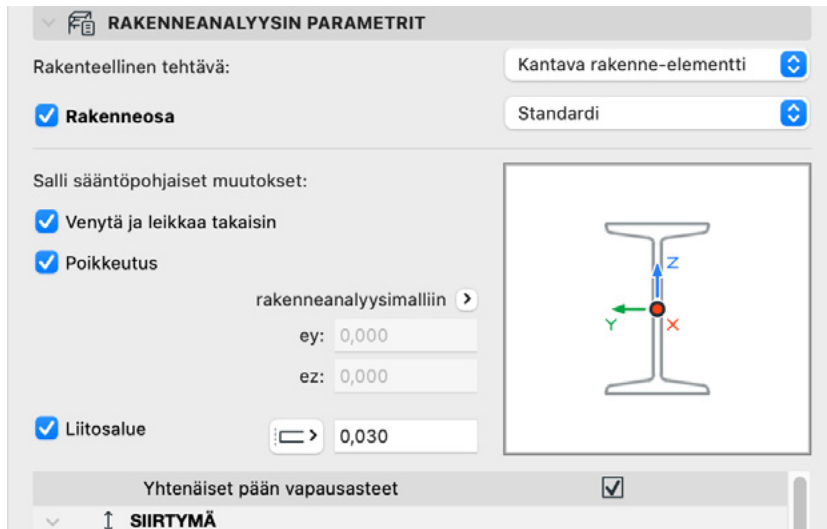 RAKENNEANALYYSIN PARAMETRIT
Rakenteellinen tehtävä: Kantava rakenne-elementti
Rakenneosa Standardi
Salli sääntöpohjaiset muutokset:
Venytä ja leikkaa takaisin
Poikkeutus
rakenneanalyysimalliin
ey: 0,000
ez: 0,000
Z
Y X
Liitosalue 0,030
Yhtenäiset pään vapausasteet
SIIRTYMÄ